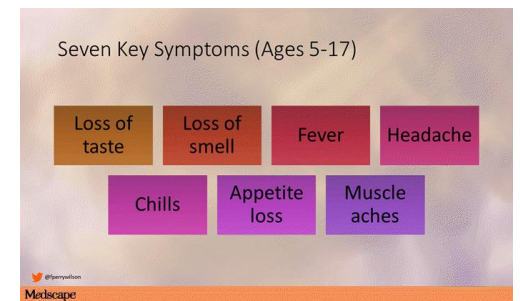 Seven Key Symptoms (Ages 5-17)
Loss of
taste
Loss of
smell
Fever
Headache
Chills
Appetite
loss
Muscle
aches
@fperrywilson
Medscape